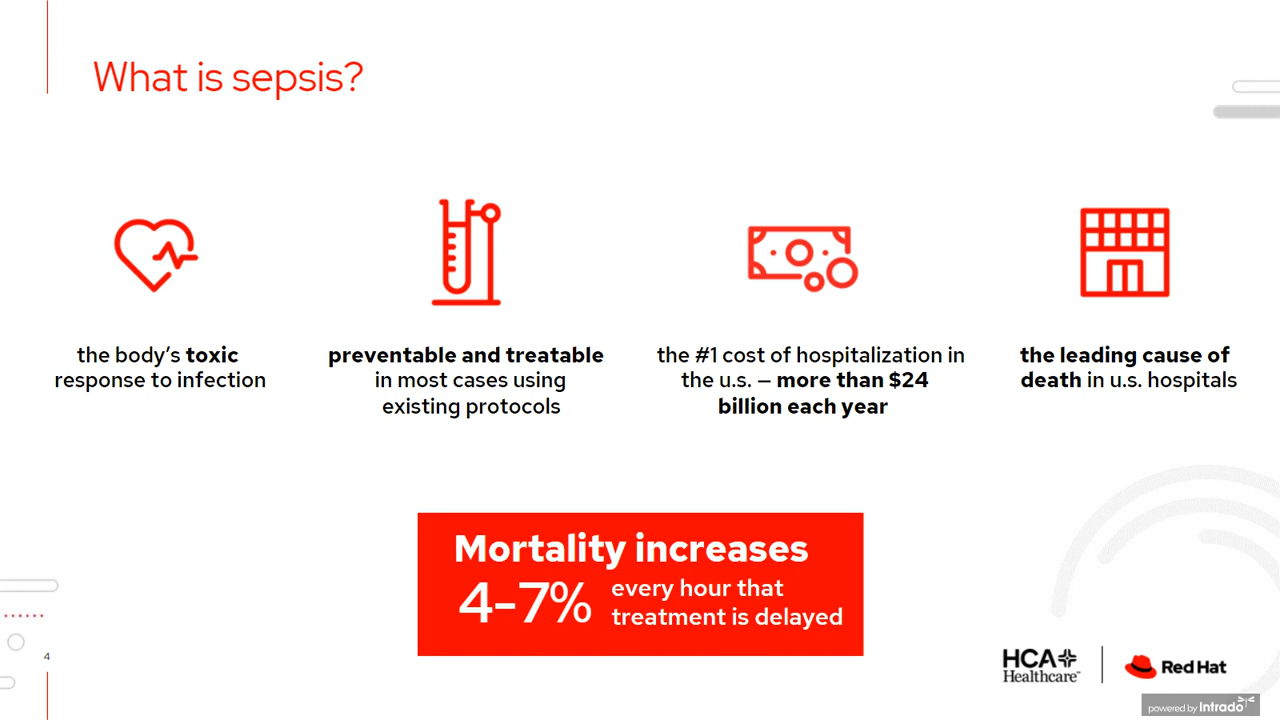 What is sepsis?
the body's toxic
response to infection
preventable and treatable
in most cases using
existing protocols
the #1 cost of hospitalization in
the u.s. – more than $24
billion each year
the leading cause of
death in u.s. hospitals
Mortality increases
4-7% every hour that
treatment is delayed
4
HCA
Healthcare™
Red Hat
powered by Intrado